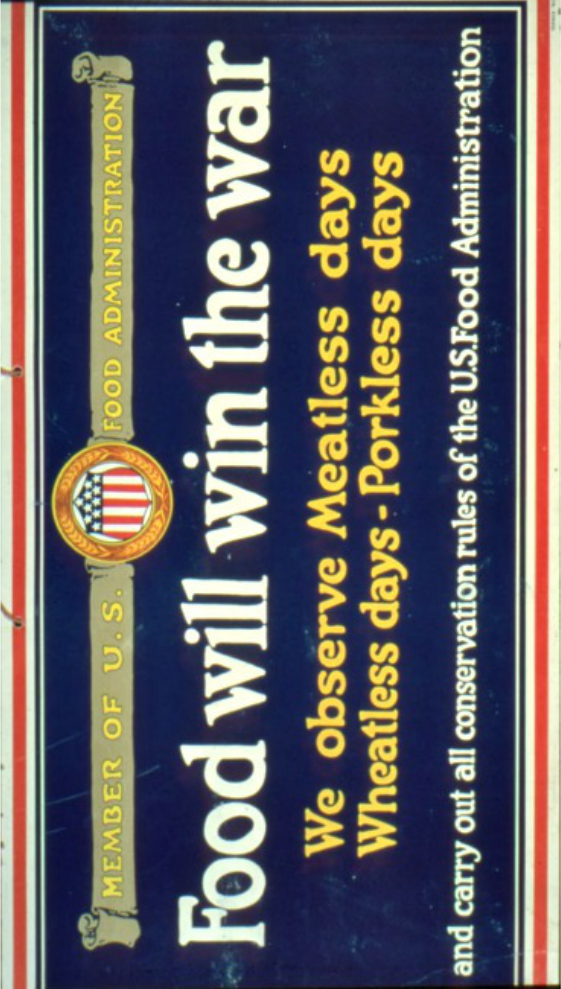 MEMBER OF U.S. FOOD ADMINISTRATION
Food will win the war
We observe Meatless days
Wheatless days - Porkless days
and carry out all conservation rules of the U.S. Food Administration